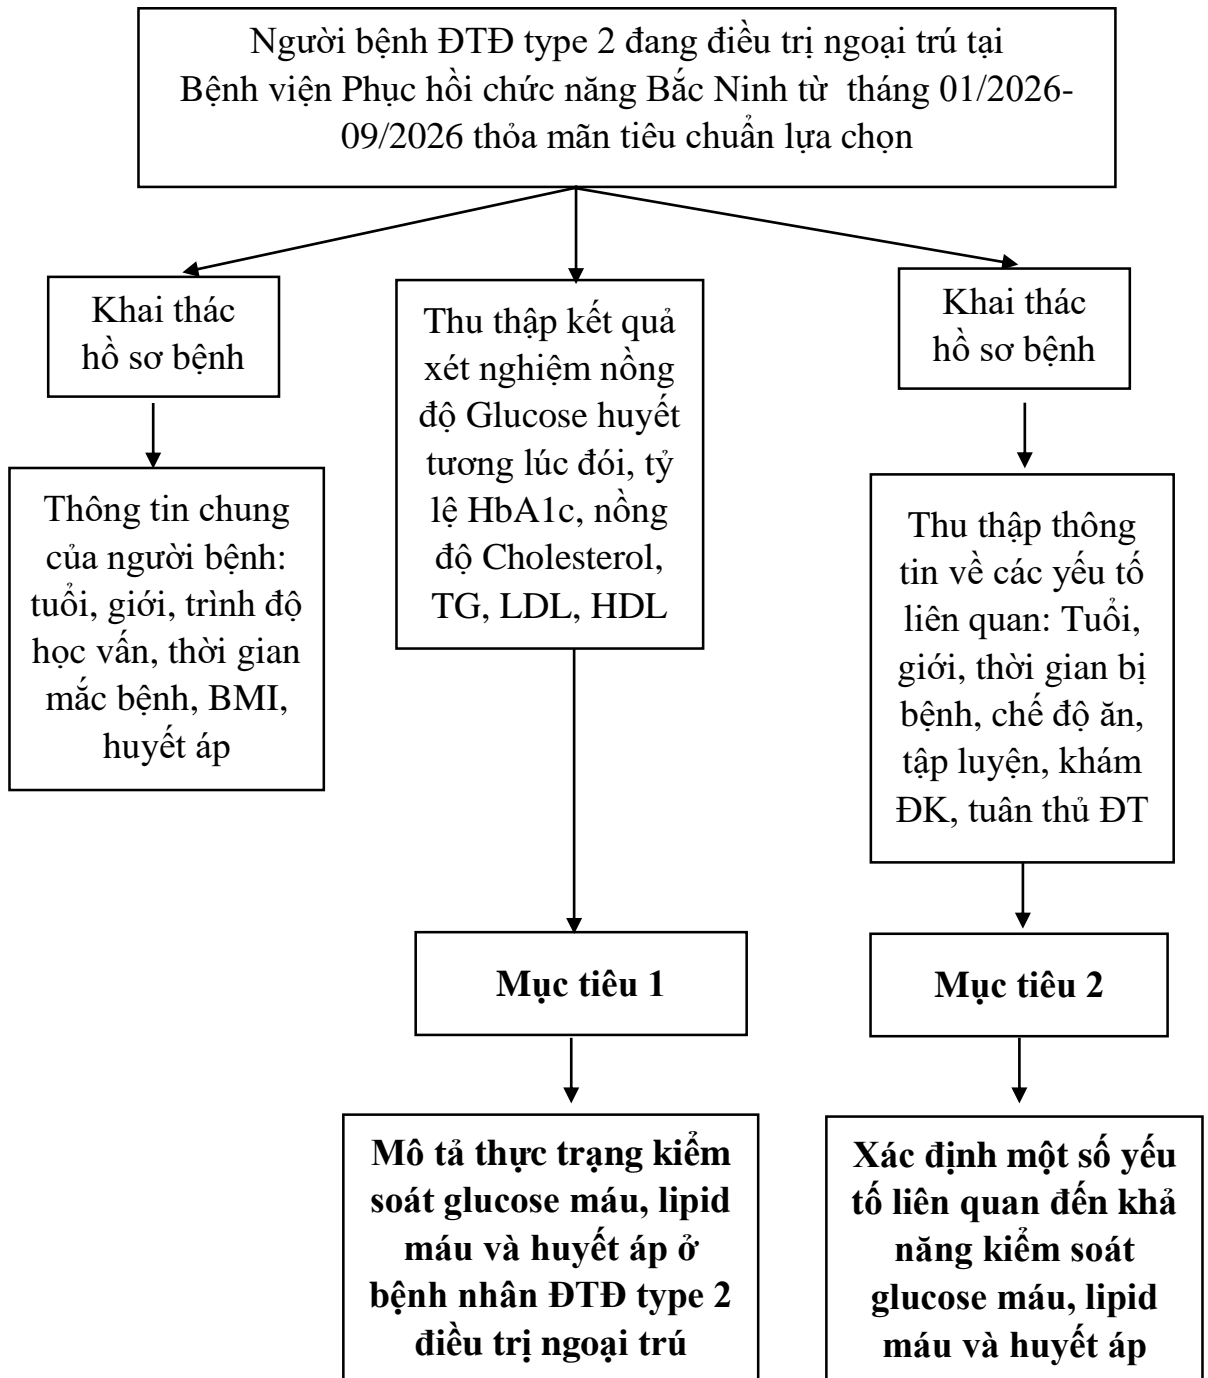 Người bệnh ĐTĐ type 2 đang điều trị ngoại trú tại
Bệnh viện Phục hồi chức năng Bắc Ninh từ tháng 01/2026-
09/2026 thỏa mãn tiêu chuẩn lựa chọn
Khai thác
hồ sơ bệnh
Thu thập kết quả
xét nghiệm nồng
độ Glucose huyết
tương lúc đói, tỷ
lệ HbA1c, nồng
độ Cholesterol,
TG, LDL, HDL
Khai thác
hồ sơ bệnh
Thông tin chung
của người bệnh:
tuổi, giới, trình độ
học vấn, thời gian
mắc bệnh, BMI,
huyết áp
Thu thập thông
tin về các yếu tố
liên quan: Tuổi,
giới, thời gian bị
bệnh, chế độ ăn,
tập luyện, khám
ĐK, tuân thủ ĐT
Mục tiêu 1
Mục tiêu 2
Mô tả thực trạng kiểm
soát glucose máu, lipid
máu và huyết áp ở
bệnh nhân ĐTĐ type 2
điều trị ngoại trú
Xác định một số yếu
tố liên quan đến khả
năng kiểm soát
glucose máu, lipid
máu và huyết áp